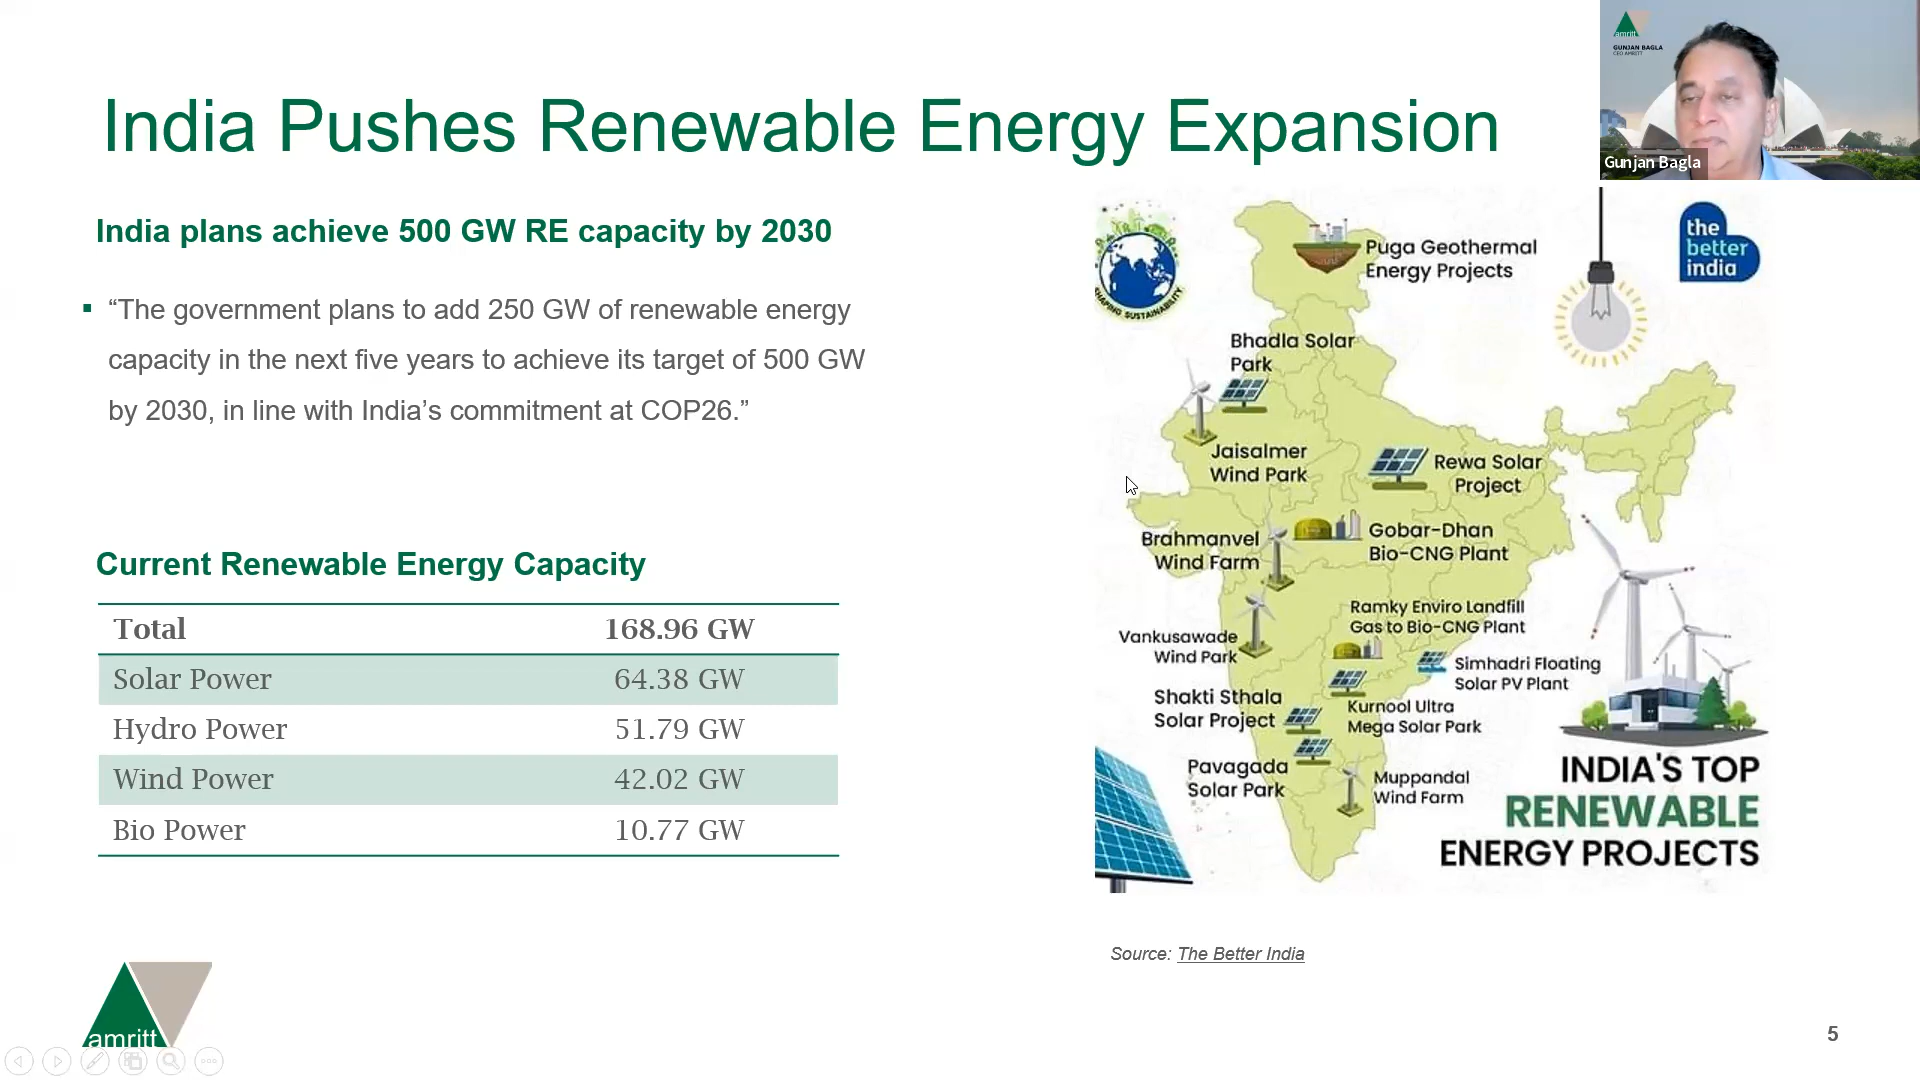 India Pushes Renewable Energy Expansion
amritt
GUNJAN BAGLA
CEO AMRITT
Gunjan Bagla
India plans achieve 500 GW RE capacity by 2030
▪ “The government plans to add 250 GW of renewable energy
capacity in the next five years to achieve its target of 500 GW
by 2030, in line with India’s commitment at COP26.”
Current Renewable Energy Capacity
Total 168.96 GW
Solar Power 64.38 GW
Hydro Power 51.79 GW
Wind Power 42.02 GW
Bio Power 10.77 GW
SHAPING SUSTAINABILITY
the
better
india
Puga Geothermal
Energy Projects
Bhadla Solar
Park
Jaisalmer
Wind Park
Rewa Solar
Project
Brahmanvel
Wind Farm
Gobar-Dhan
Bio-CNG Plant
Ramky Enviro Landfill
Gas to Bio-CNG Plant
Vankusawade
Wind Park
Simhadri Floating
Solar PV Plant
Shakti Sthala
Solar Project
Kurnool Ultra
Mega Solar Park
Pavagada
Solar Park
Muppandal
Wind Farm
INDIA'S TOP
RENEWABLE
ENERGY PROJECTS
Source: The Better India
amritt
5